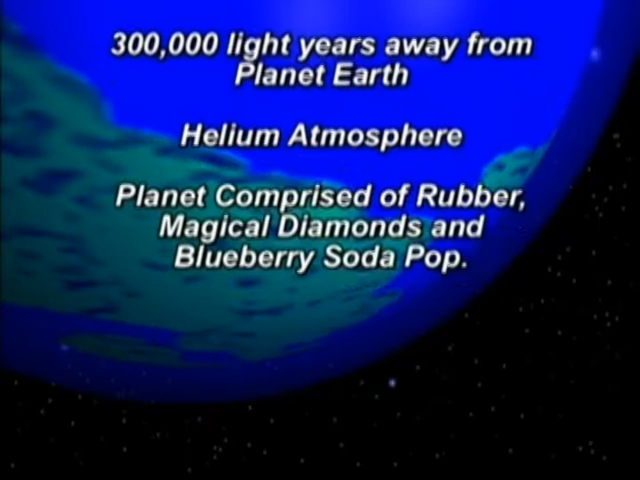 300,000 light years away from
Planet Earth
Helium Atmosphere
Planet Comprised of Rubber,
Magical Diamonds and
Blueberry Soda Pop.